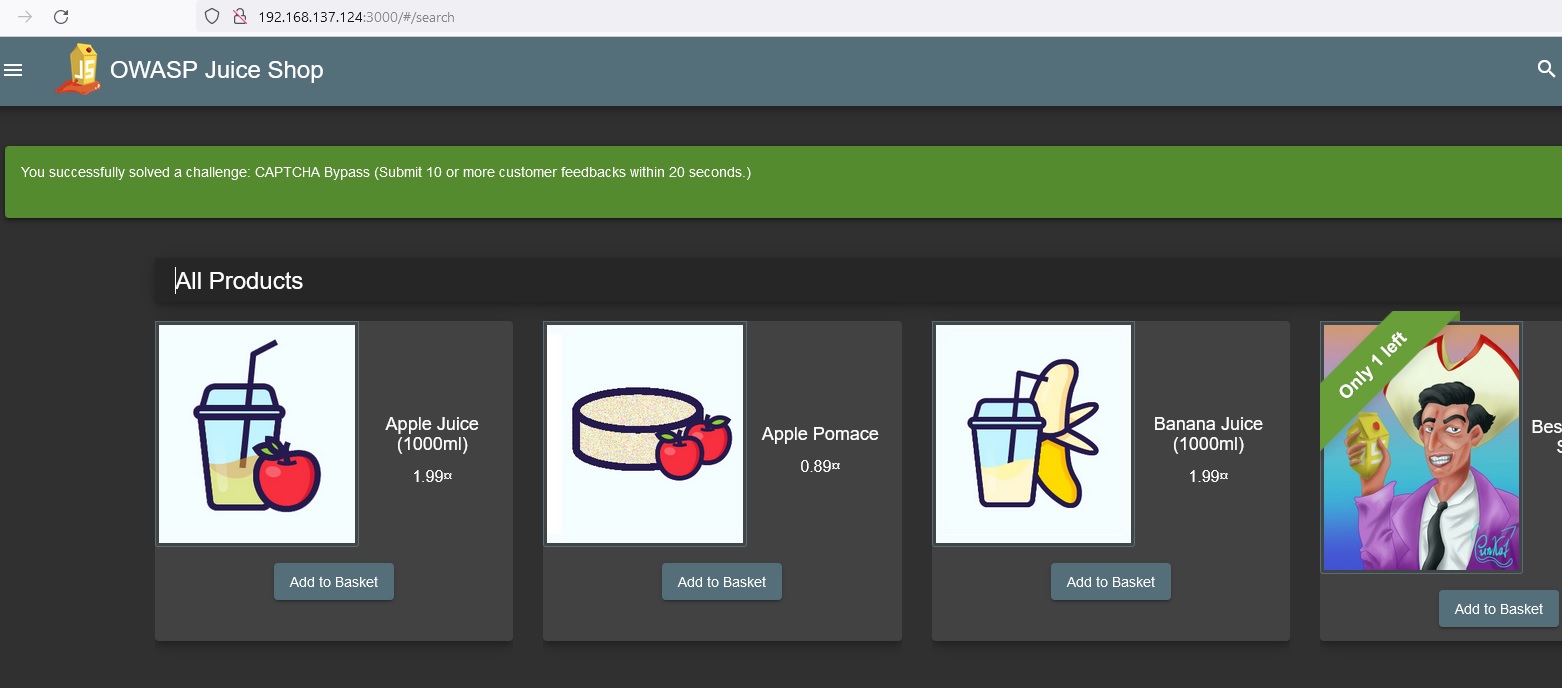 192.168.137.124:3000/#/search
JS
OWASP Juice Shop
You successfully solved a challenge: CAPTCHA Bypass (Submit 10 or more customer feedbacks within 20 seconds.)
All Products
Apple Juice
(1000ml)
1.99¤
Add to Basket
Apple Pomace
0.89¤
Add to Basket
Banana Juice
(1000ml)
1.99¤
Add to Basket
Only 1 left
Bes
S
Add to Basket